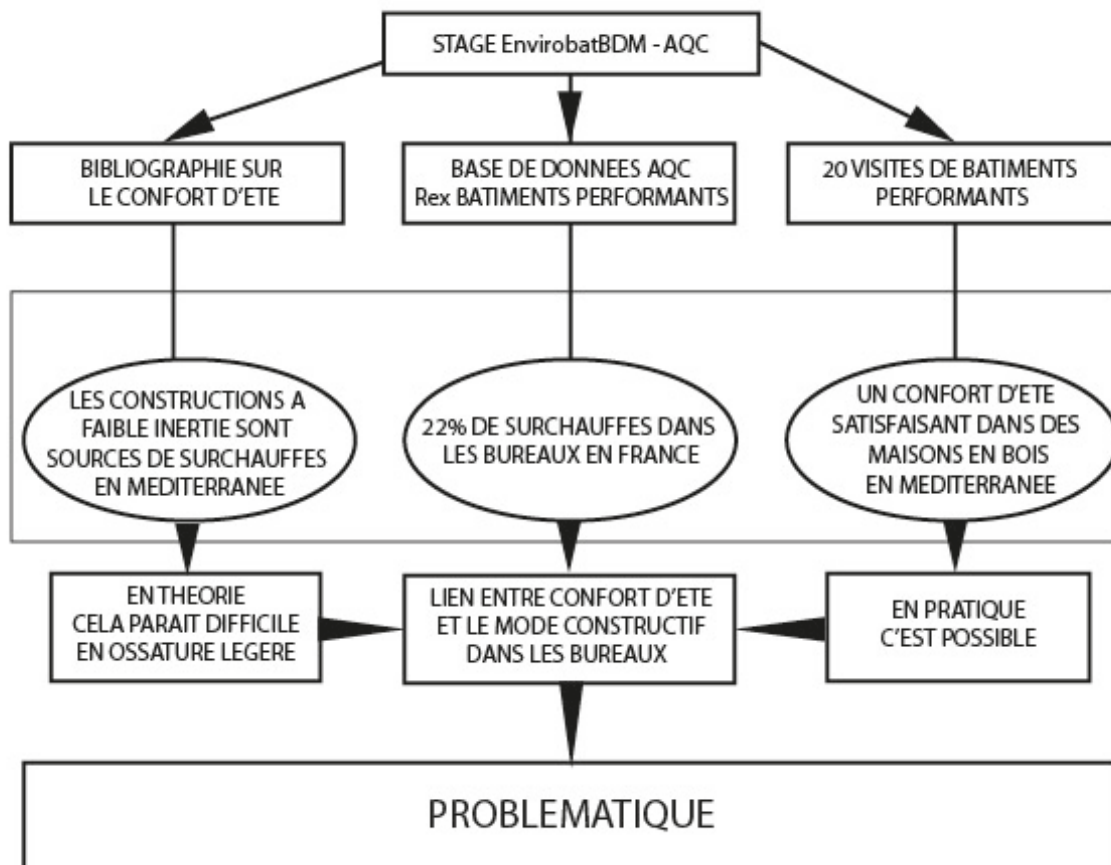 STAGE EnvirobatBDM - AQC
BIBLIOGRAPHIE SUR
LE CONFORT D'ETE
BASE DE DONNEES AQC
Rex BATIMENTS PERFORMANTS
20 VISITES DE BATIMENTS
PERFORMANTS
LES CONSTRUCTIONS A
FAIBLE INERTIE SONT
SOURCES DE SURCHAUFFES
EN MEDITERRANEE
22% DE SURCHAUFFES DANS
LES BUREAUX EN FRANCE
UN CONFORT D'ETE
SATISFAISANT DANS DES
MAISONS EN BOIS
EN MEDITERRANEE
EN THEORIE
CELA PARAIT DIFFICILE
EN OSSATURE LEGERE
LIEN ENTRE CONFORT D'ETE
ET LE MODE CONSTRUCTIF
DANS LES BUREAUX
EN PRATIQUE
C'EST POSSIBLE
PROBLEMATIQUE